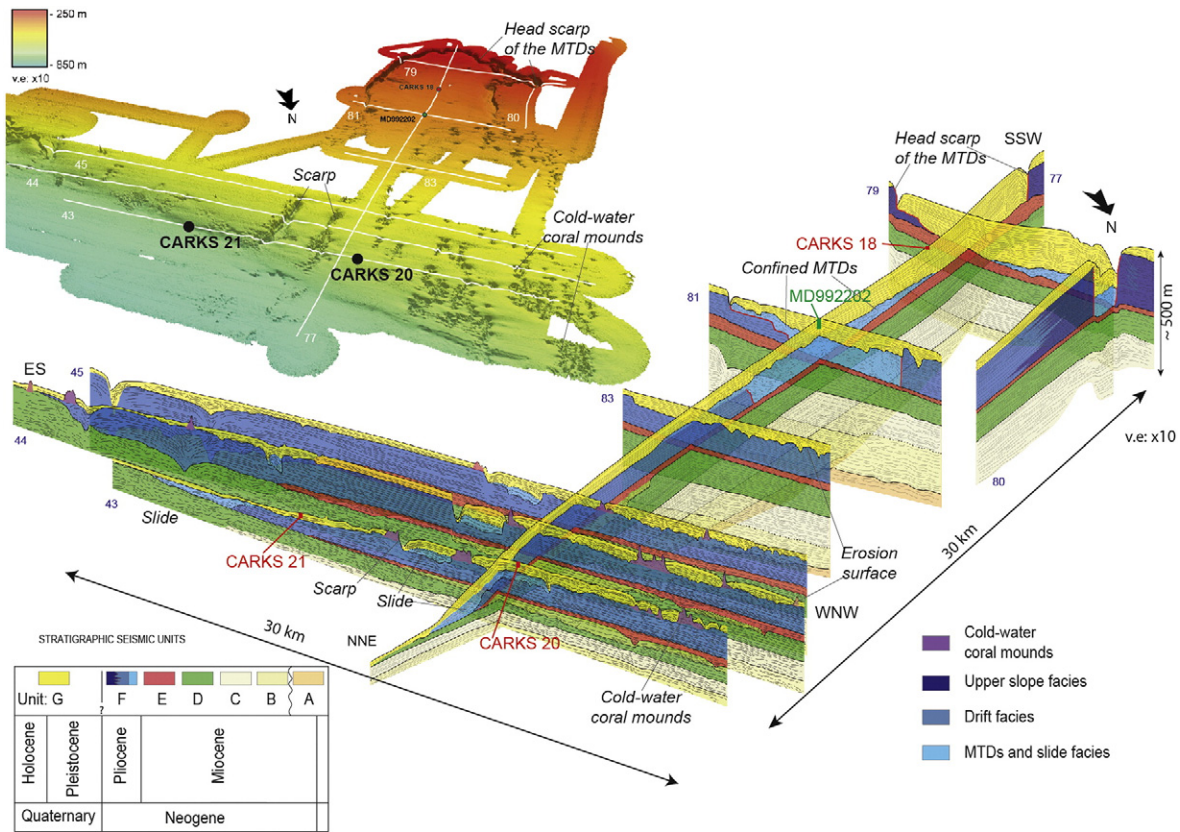 - 250 m
- 850 m
v.e: x10
Head scarp
of the MTDs
79
CARKS 18
MD992202
81
80
N
45
44
43
Scarp
83
CARKS 21
CARKS 20
Cold-water
coral mounds
77
Head scarp
of the MTDs
SSW
79
77
N
CARKS 18
Confined MTDs
MD992282
81
~ 500 m
v.e: x10
80
ES
45
44
83
43
Slide
CARKS 21
Scarp
Slide
Erosion
surface
30 km
WNW
30 km
NNE
CARKS 20
Cold-water
coral mounds
STRATIGRAPHIC SEISMIC UNITS
Unit: G F E D C B A
?
Holocene
Pleistocene
Pliocene
Miocene
Quaternary
Neogene
Cold-water
coral mounds
Upper slope facies
Drift facies
MTDs and slide facies